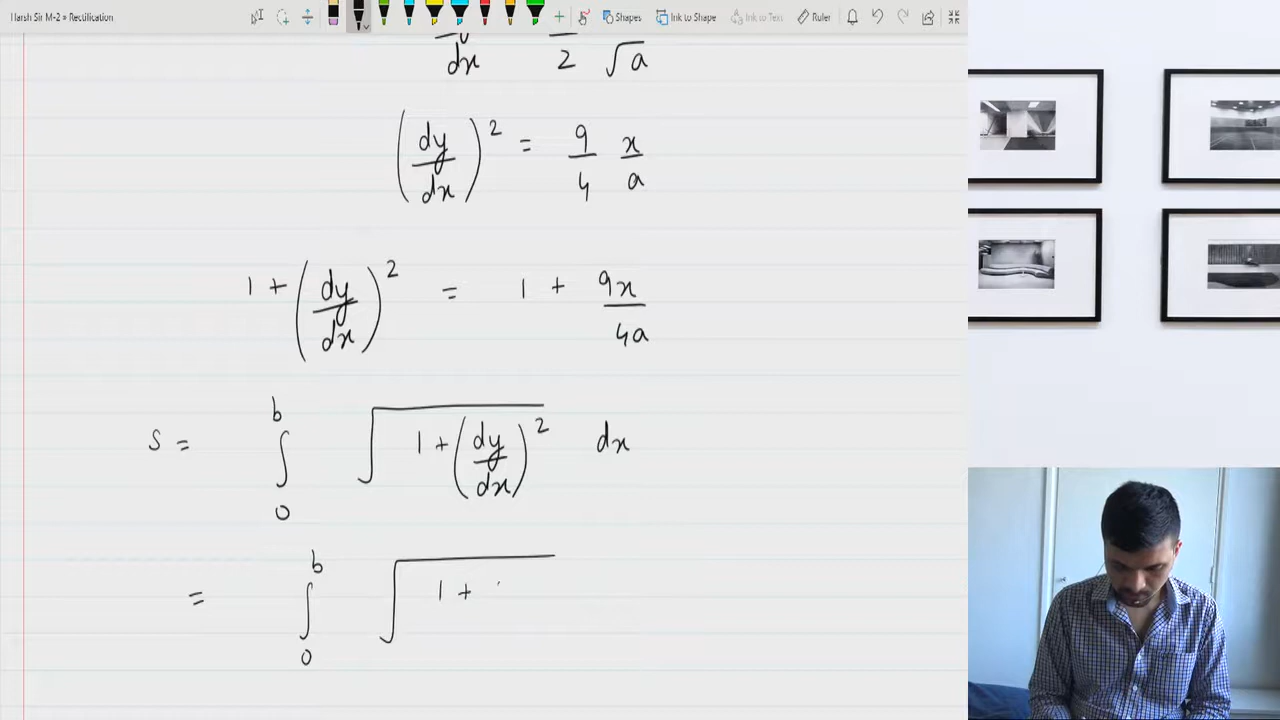 Harsh Sir M-2 » Rectification
Shapes Ink to Shape Ink to Text Ruler
dx 2 √a
(dy/dx)² = 9/4 x/a
1 + (dy/dx)² = 1 + 9x/4a
S = ∫₀ᵇ √(1 + (dy/dx)²) dx
= ∫₀ᵇ √(1 +